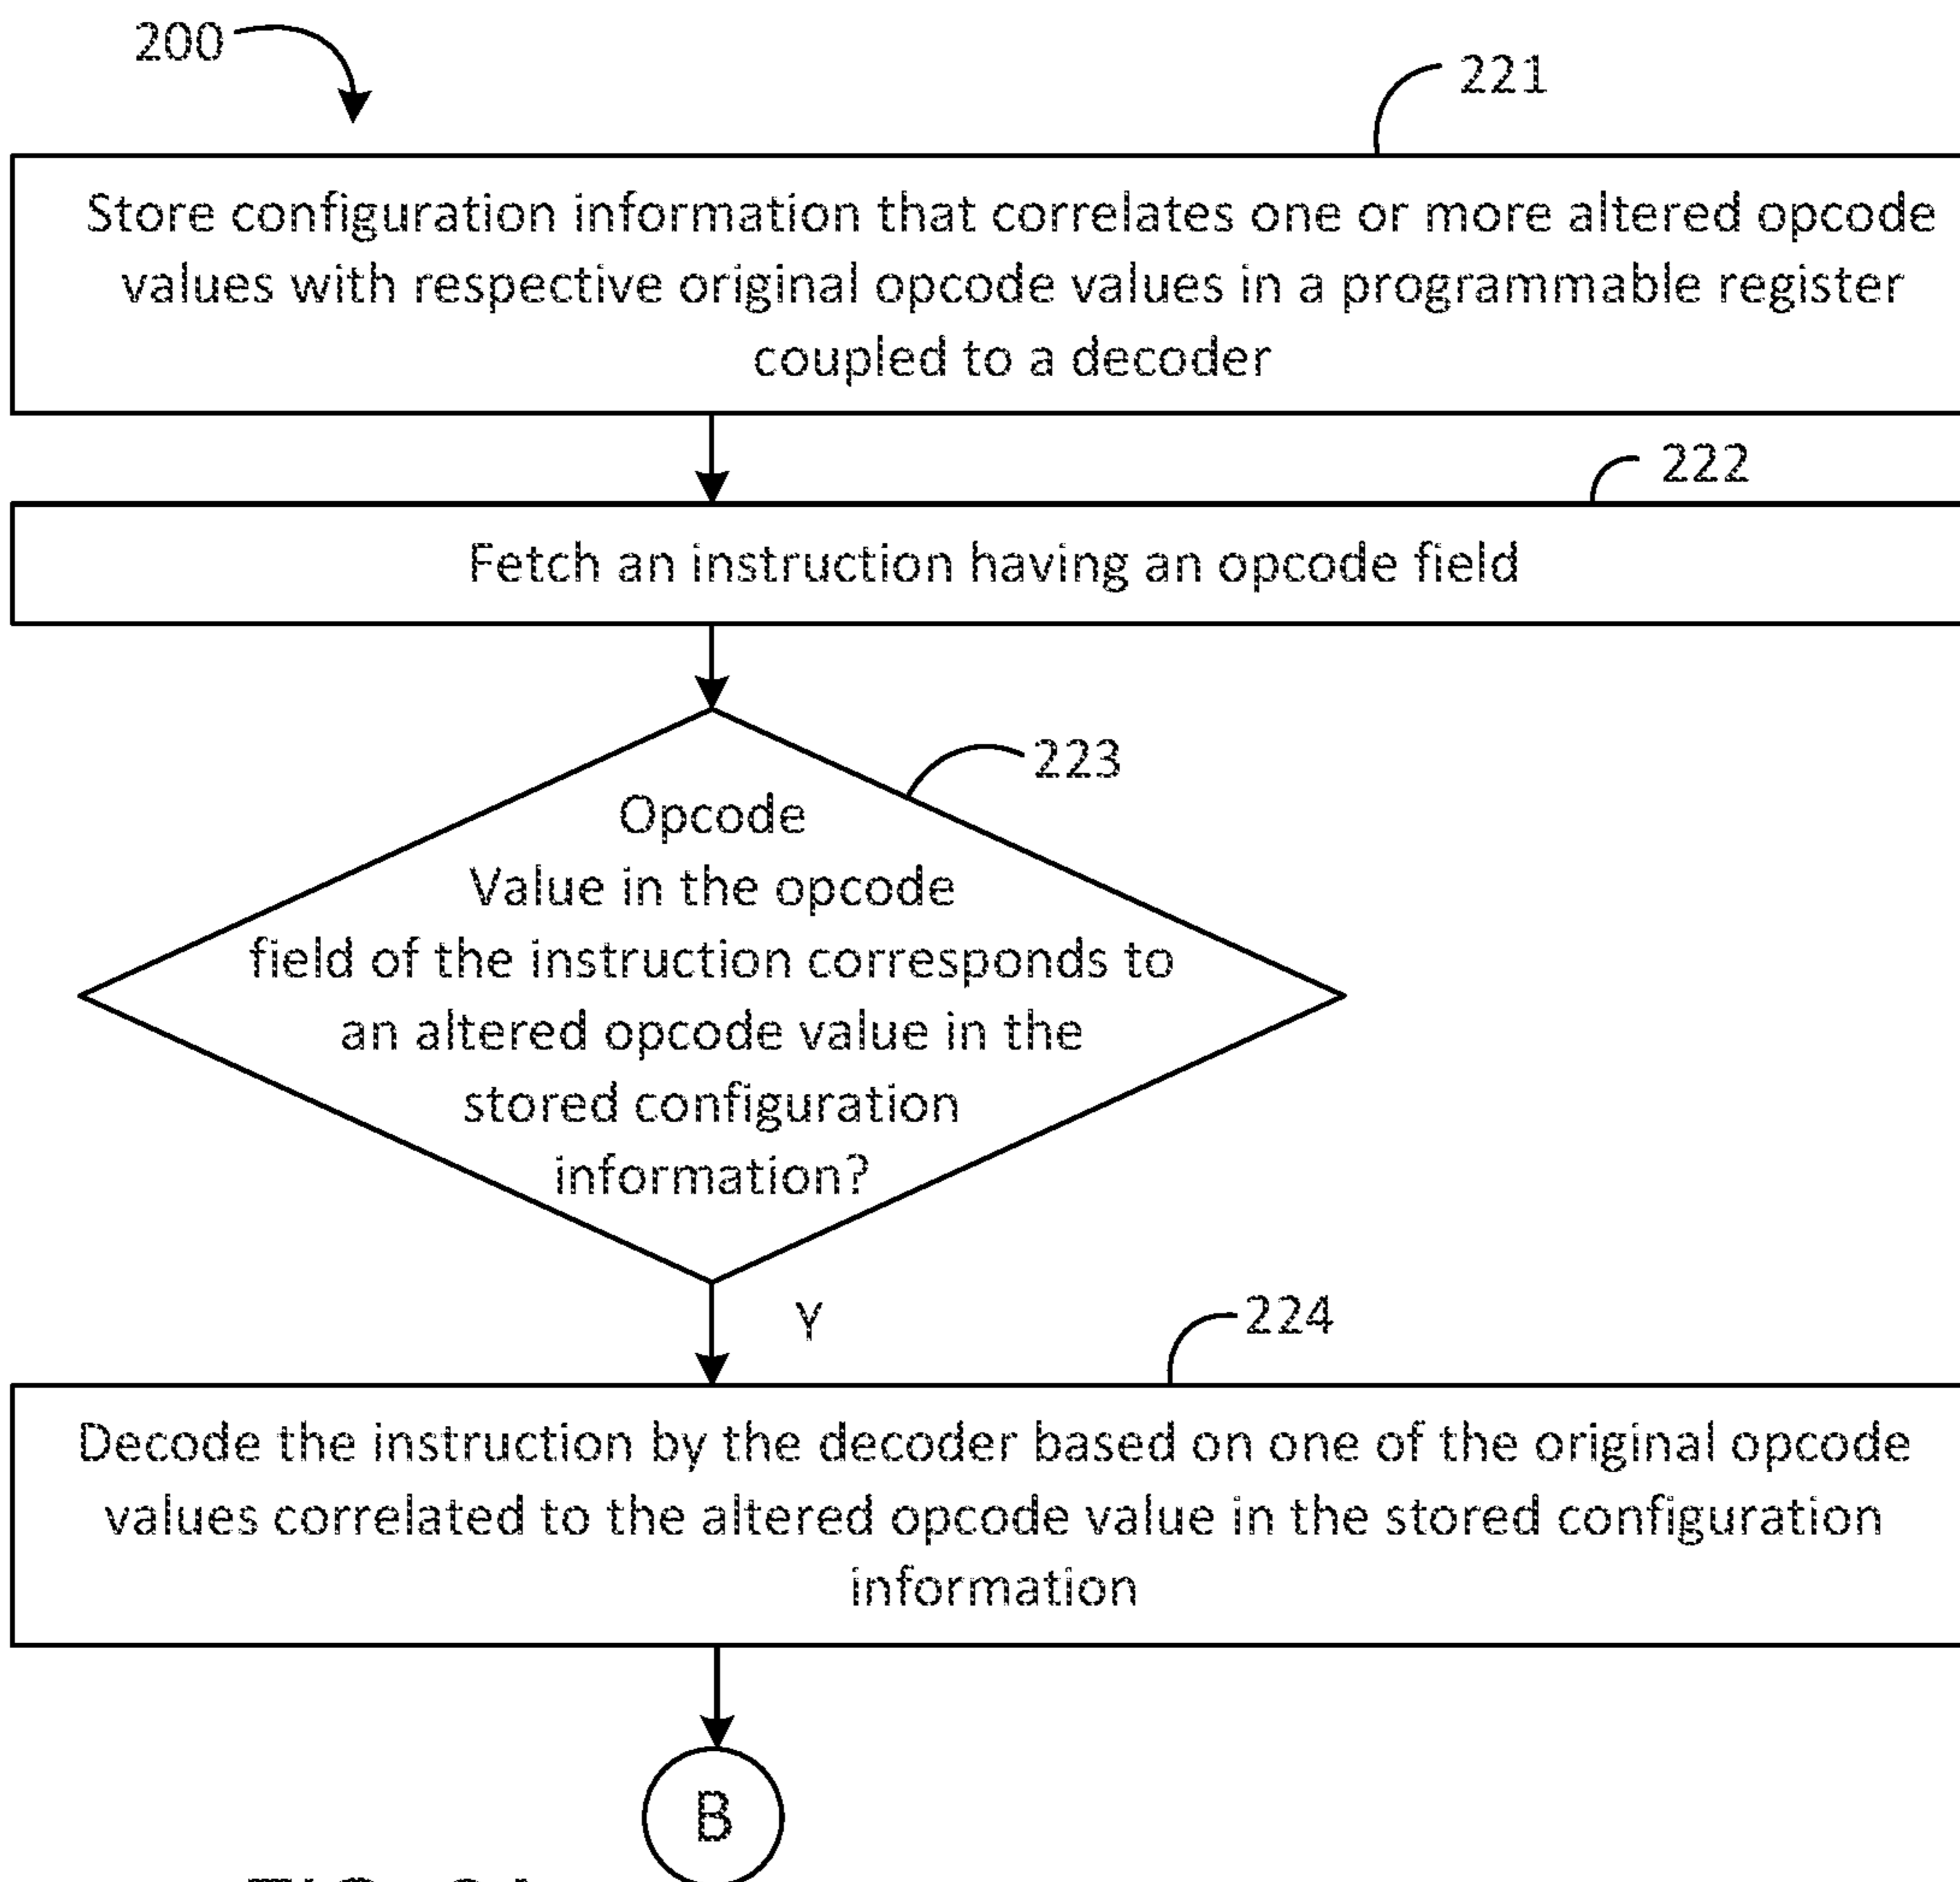 200
221
Store configuration information that correlates one or more altered opcode
values with respective original opcode values in a programmable register
coupled to a decoder
222
Fetch an instruction having an opcode field
223
Opcode
Value in the opcode
field of the instruction corresponds to
an altered opcode value in the
stored configuration
information?
Y
224
Decode the instruction by the decoder based on one of the original opcode
values correlated to the altered opcode value in the stored configuration
information
B